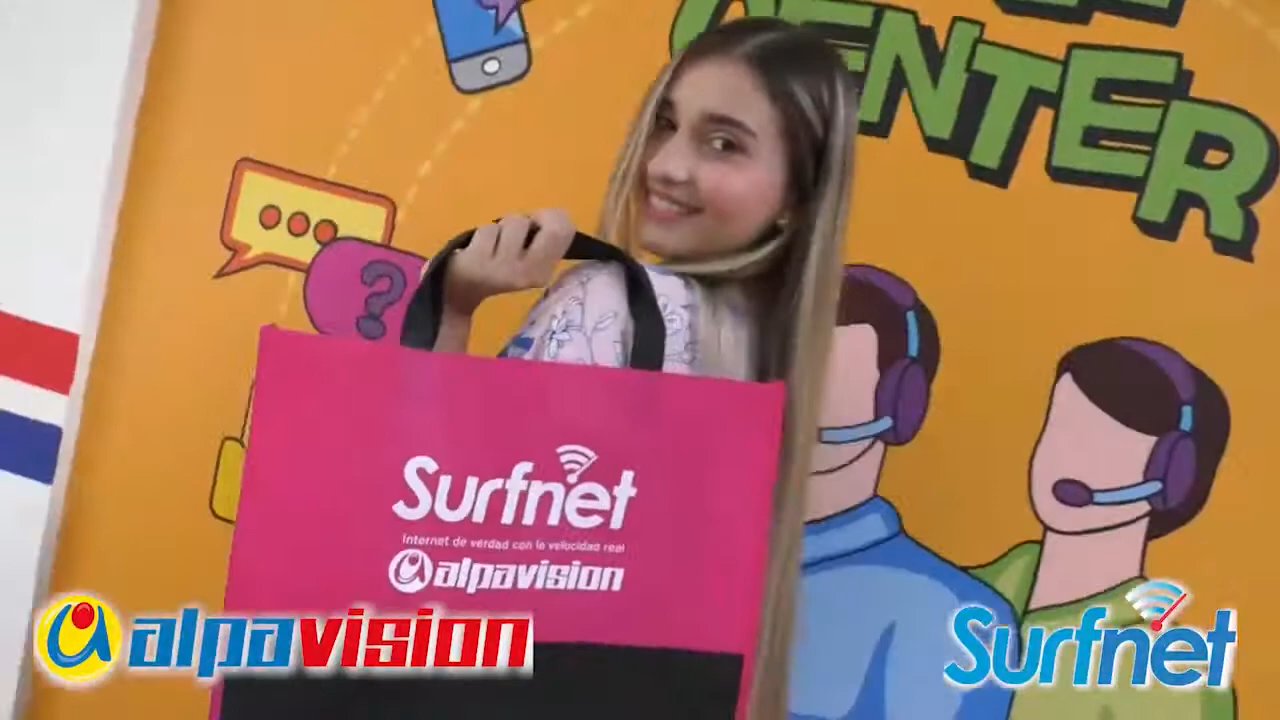 CENTER
?
Surfnet
Internet de verdad con la velocidad real
alpavision
alpavision
Surfnet